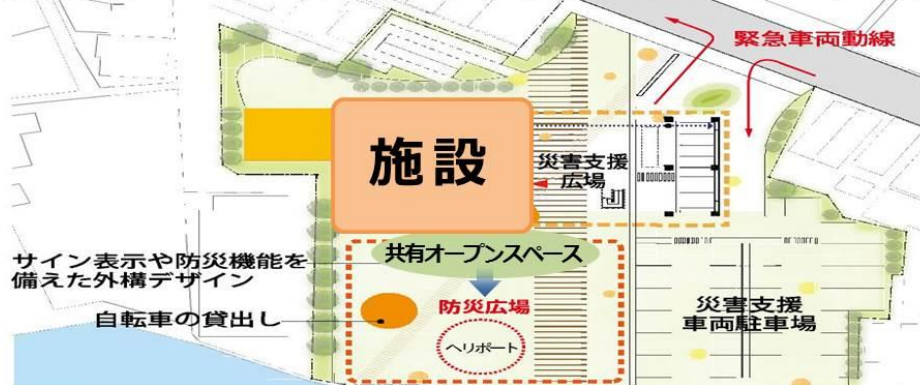 緊急車両動線
施設
災害支援
広場
共有オープンスペース
サイン表示や防災機能を
備えた外構デザイン
防災広場
自転車の貸出し
ヘリポート
災害支援
車両駐車場